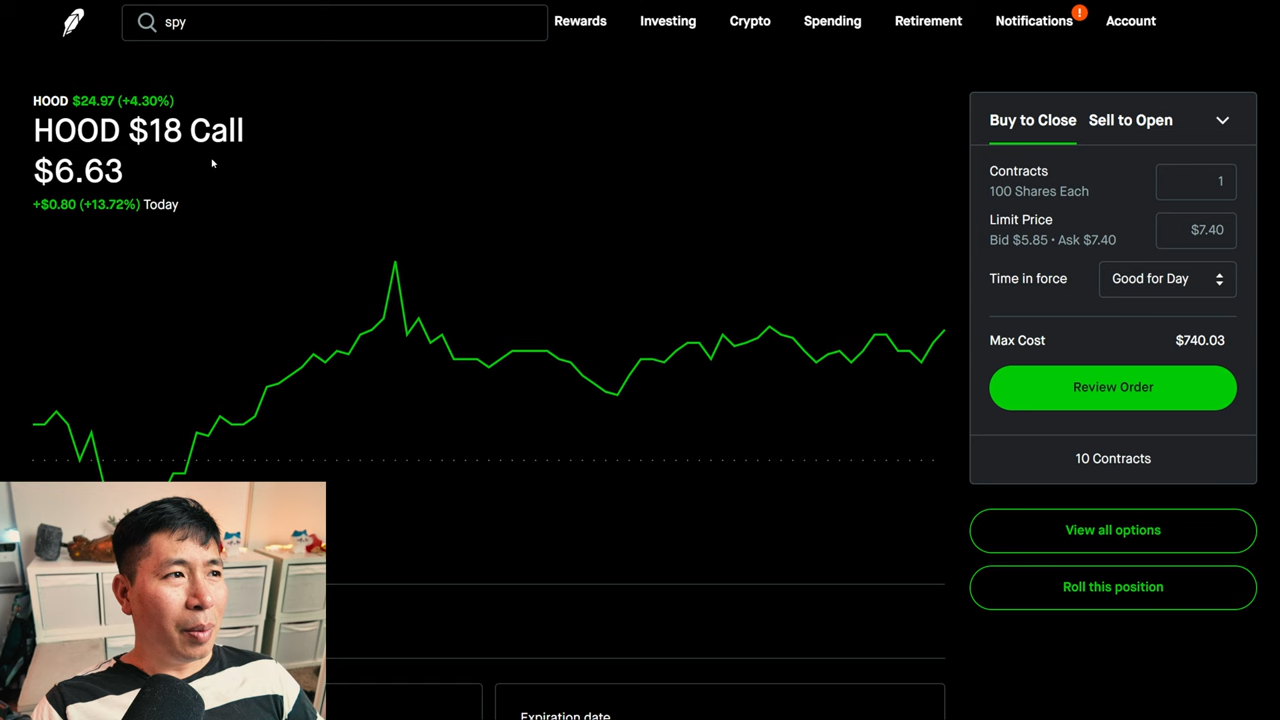 spy
Rewards
Investing
Crypto
Spending
Retirement
Notifications
!
Account
HOOD $24.97 (+4.30%)
HOOD $18 Call
$6.63
+$0.80 (+13.72%) Today
Buy to Close
Sell to Open
Contracts
100 Shares Each
1
Limit Price
Bid $5.85 • Ask $7.40
$7.40
Time in force
Good for Day
Max Cost
$740.03
Review Order
10 Contracts
View all options
Roll this position
Expiration date